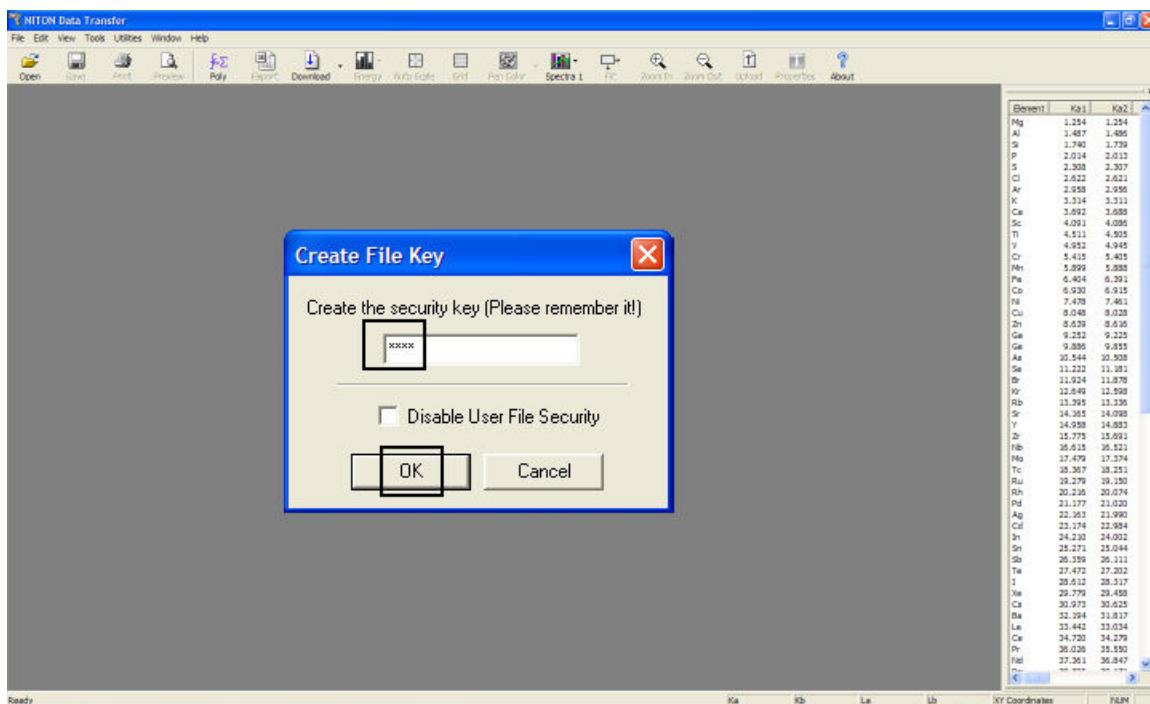 NITON Data Transfer
File Edit View Tools Utilities Window Help
Open Save Print Preview Poly Export Download Energy Auto Scale Grid Pen Color Spectra 1 Fit Zoom In Zoom Out Upload Properties About
Element Ka1 Ka2
Mg 1.254 1.254
Al 1.487 1.486
Si 1.740 1.739
P 2.014 2.013
S 2.308 2.307
Cl 2.622 2.621
Ar 2.958 2.956
K 3.314 3.311
Ca 3.692 3.688
Sc 4.091 4.086
Ti 4.511 4.505
V 4.952 4.945
Cr 5.415 5.405
Mn 5.899 5.888
Fe 6.404 6.391
Co 6.930 6.915
Ni 7.478 7.461
Cu 8.048 8.028
Zn 8.639 8.616
Ga 9.252 9.225
Ge 9.886 9.855
As 10.544 10.508
Se 11.222 11.181
Br 11.924 11.878
Kr 12.649 12.598
Rb 13.395 13.336
Sr 14.165 14.098
Y 14.958 14.883
Zr 15.775 15.691
Nb 16.615 16.521
Mo 17.479 17.374
Tc 18.367 18.251
Ru 19.279 19.150
Rh 20.216 20.074
Pd 21.177 21.020
Ag 22.163 21.990
Cd 23.174 22.984
In 24.210 24.002
Sn 25.271 25.044
Sb 26.359 26.111
Te 27.472 27.202
I 28.612 28.317
Xe 29.779 29.458
Cs 30.973 30.625
Ba 32.194 31.817
La 33.442 33.034
Ce 34.720 34.279
Pr 36.026 35.550
Nd 37.361 36.847
Create File Key
Create the security key (Please remember it!)
xxxx
Disable User File Security
OK Cancel
Ready Ka Kb La Lb XY Coordinates NUM